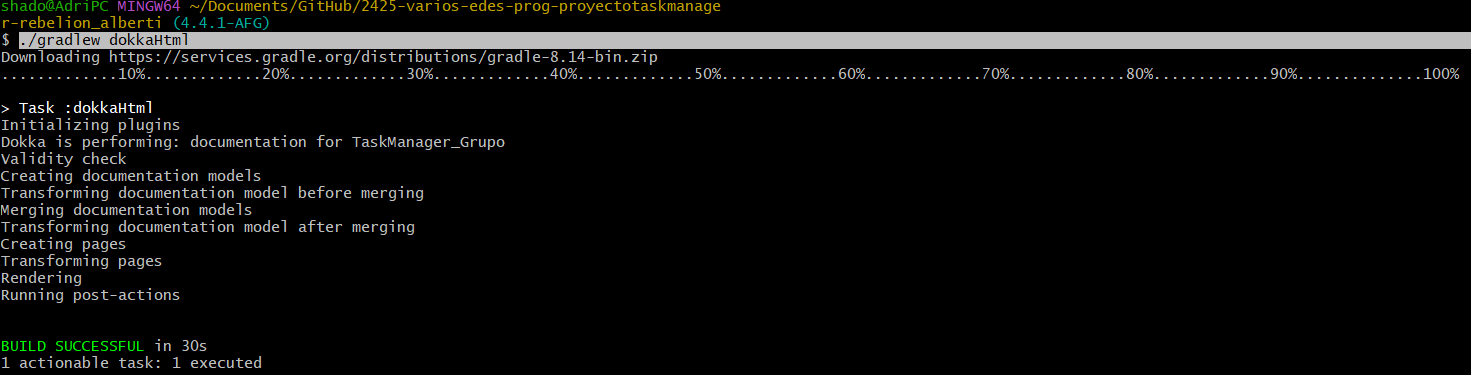 shado@AdriPC MINGW64 ~/Documents/GitHub/2425-varios-edes-prog-proyectotaskmanage
r-rebelion_alberti (4.4.1-AFG)
$ ./gradlew dokkaHtml
Downloading https://services.gradle.org/distributions/gradle-8.14-bin.zip
.............10%.............20%.............30%.............40%.............50%.............60%.............70%.............80%.............90%..............100%

> Task :dokkaHtml
Initializing plugins
Dokka is performing: documentation for TaskManager_Grupo
Validity check
Creating documentation models
Transforming documentation model before merging
Merging documentation models
Transforming documentation model after merging
Creating pages
Transforming pages
Rendering
Running post-actions

BUILD SUCCESSFUL in 30s
1 actionable task: 1 executed